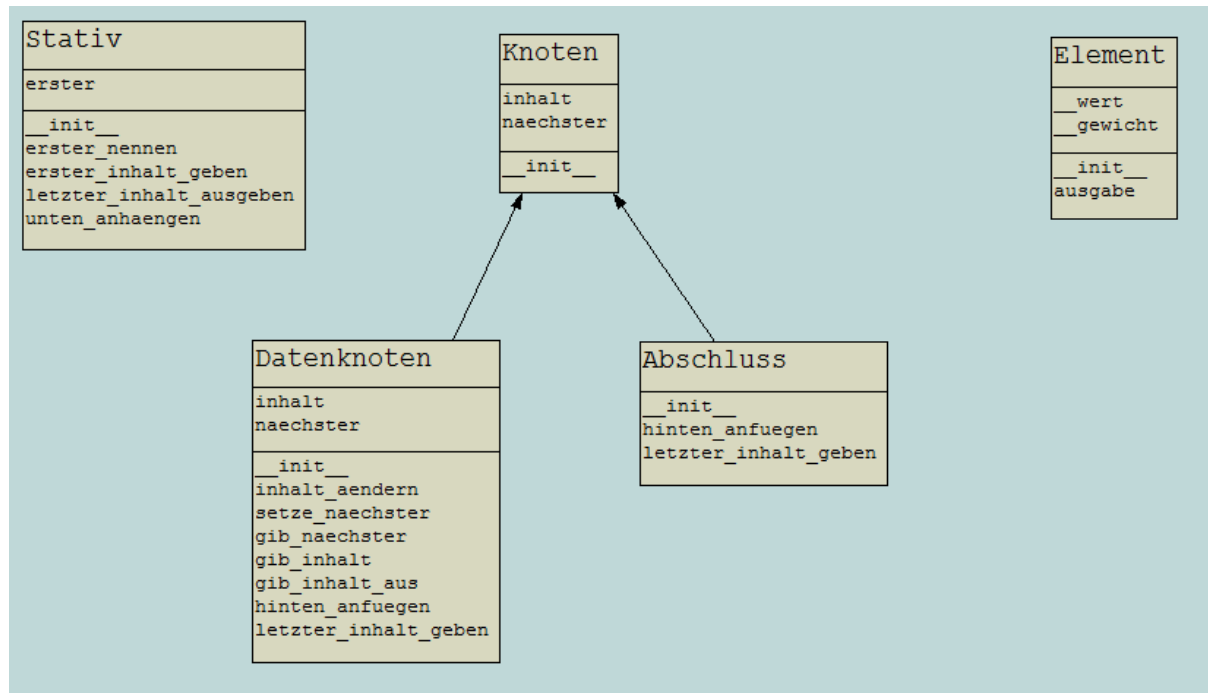 Stativ
erster
__init__
erster_nennen
erster_inhalt_geben
letzter_inhalt_ausgeben
unten_anhaengen
Knoten
inhalt
naechster
__init__
Element
__wert
__gewicht
__init__
ausgabe
Datenknoten
inhalt
naechster
__init__
inhalt_aendern
setze_naechster
gib_naechster
gib_inhalt
gib_inhalt_aus
hinten_anfuegen
letzter_inhalt_geben
Abschluss
__init__
hinten_anfuegen
letzter_inhalt_geben